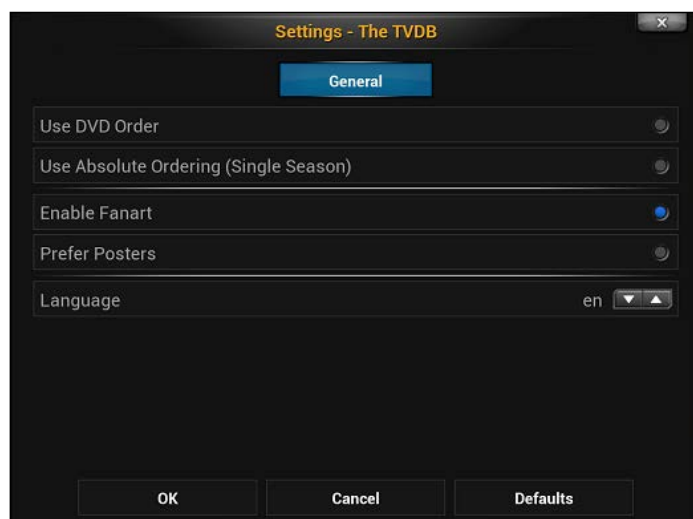 Settings - The TVDB
General
Use DVD Order
Use Absolute Ordering (Single Season)
Enable Fanart
Prefer Posters
Language en
OK Cancel Defaults